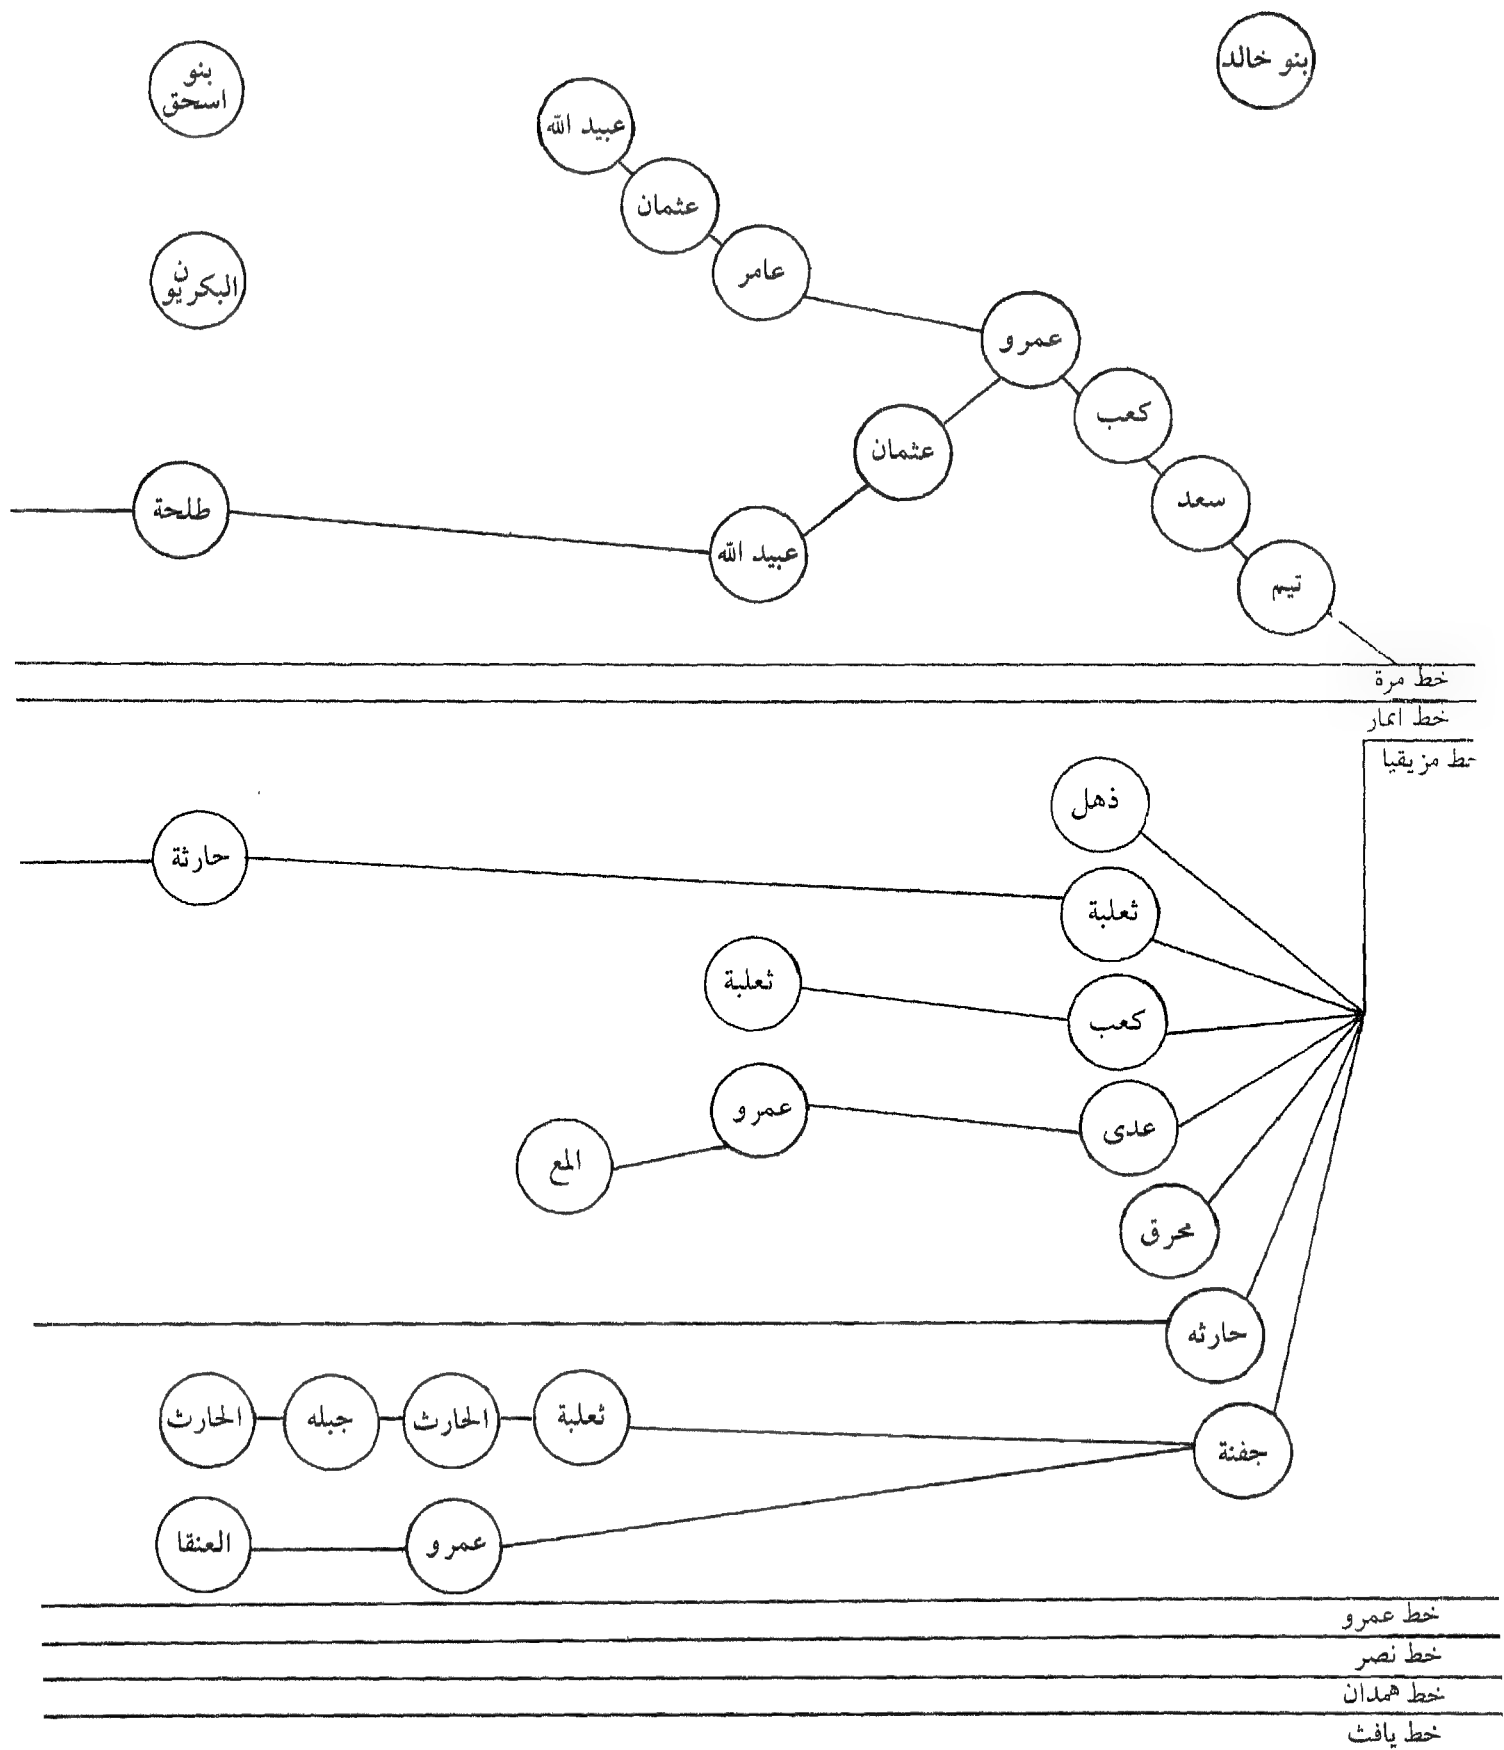 بنو خالد
بنو
اسحق
عبيد الله
عثمان
عامر
البكريون
عمرو
كعب
عثمان
سعد
طلحة
عبيد الله
تيم
خط مرة
خط انمار
خط مزيقيا
ذهل
حارثة
ثعلبة
ثعلبة
كعب
عمرو
عدى
المع
محرق
حارثه
ثعلبة
الحارث
جبله
الحارث
جفنة
عمرو
العنقا
خط عمرو
خط نصر
خط همدان
خط يافث